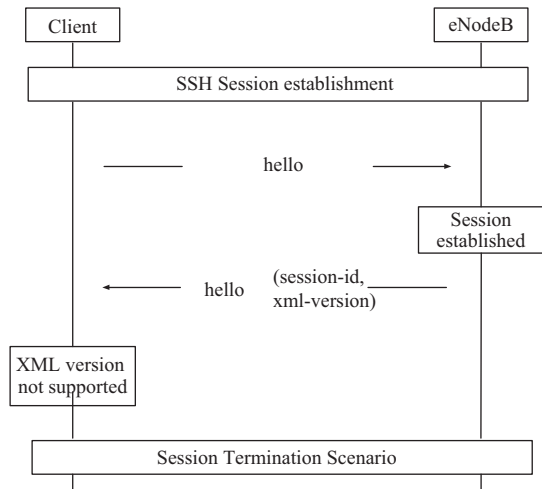 Client
eNodeB
SSH Session establishment
hello
Session
established
hello
(session-id,
xml-version)
XML version
not supported
Session Termination Scenario